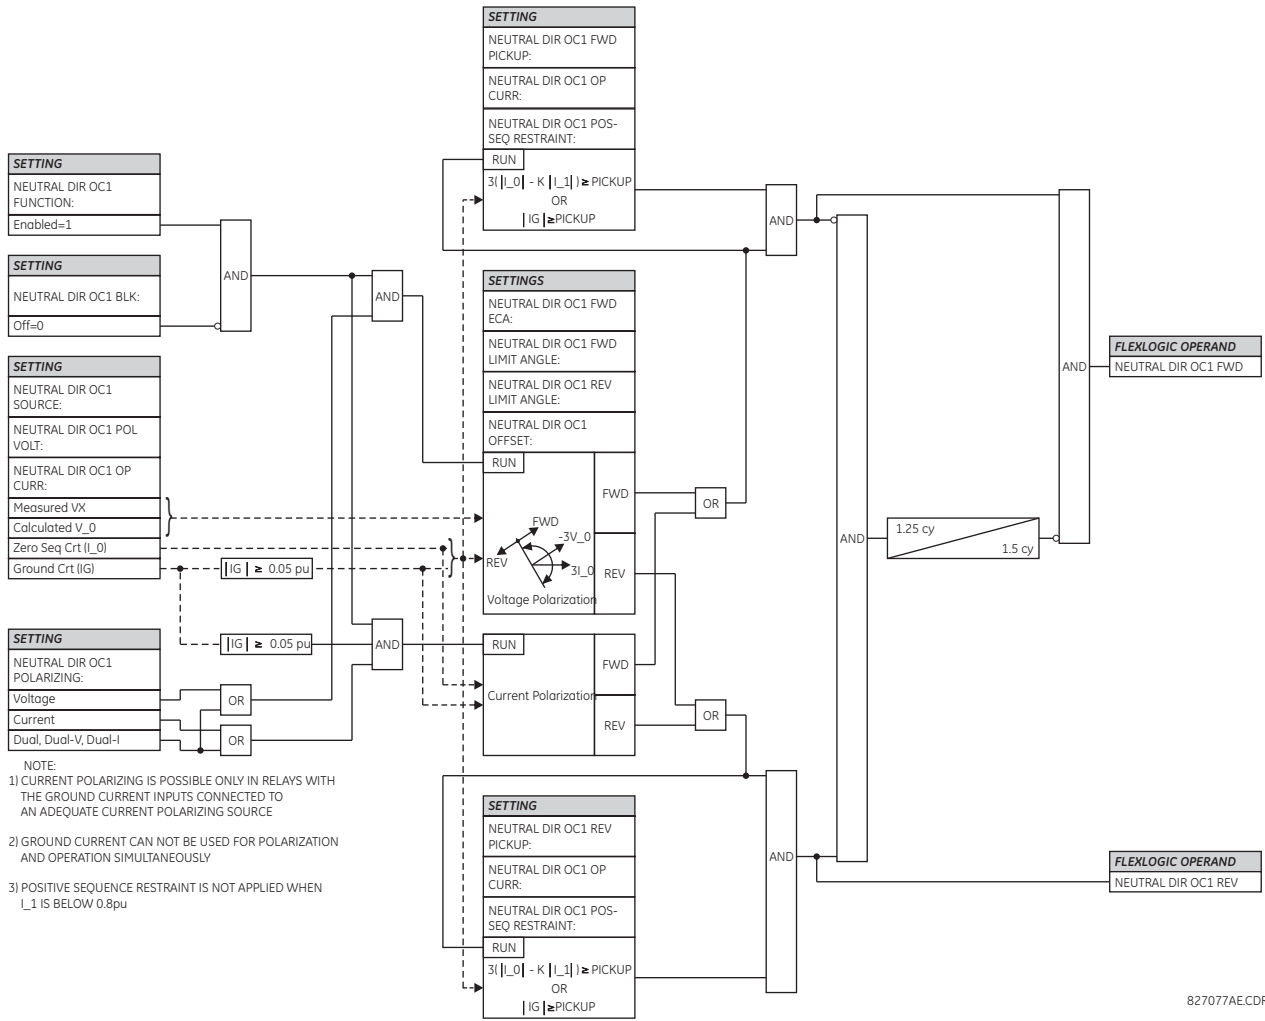 SETTING
NEUTRAL DIR OC1 FWD
PICKUP:
NEUTRAL DIR OC1 OP
CURR:
NEUTRAL DIR OC1 POS-
SEQ RESTRAINT:
RUN
3( |I_0| - K |I_1| ) ≥ PICKUP
OR
| IG | ≥PICKUP
SETTING
NEUTRAL DIR OC1
FUNCTION:
Enabled=1
SETTING
NEUTRAL DIR OC1 BLK:
Off=0
SETTING
NEUTRAL DIR OC1
SOURCE:
NEUTRAL DIR OC1 POL
VOLT:
NEUTRAL DIR OC1 OP
CURR:
Measured VX
Calculated V_0
Zero Seq Crt (I_0)
Ground Crt (IG)
SETTING
NEUTRAL DIR OC1
POLARIZING:
Voltage
Current
Dual, Dual-V, Dual-I
AND
AND
|IG| ≥ 0.05 pu
|IG| ≥ 0.05 pu
AND
OR
OR
SETTINGS
NEUTRAL DIR OC1 FWD
ECA:
NEUTRAL DIR OC1 FWD
LIMIT ANGLE:
NEUTRAL DIR OC1 REV
LIMIT ANGLE:
NEUTRAL DIR OC1
OFFSET:
RUN
FWD
FWD
-3V_0
REV
3I_0
REV
Voltage Polarization
RUN
FWD
Current Polarization
REV
OR
OR
SETTING
NEUTRAL DIR OC1 REV
PICKUP:
NEUTRAL DIR OC1 OP
CURR:
NEUTRAL DIR OC1 POS-
SEQ RESTRAINT:
RUN
3( |I_0| - K |I_1| ) ≥ PICKUP
OR
| IG | ≥PICKUP
AND
AND
AND
1.25 cy
1.5 cy
AND
FLEXLOGIC OPERAND
NEUTRAL DIR OC1 FWD
FLEXLOGIC OPERAND
NEUTRAL DIR OC1 REV
NOTE:
1) CURRENT POLARIZING IS POSSIBLE ONLY IN RELAYS WITH
THE GROUND CURRENT INPUTS CONNECTED TO
AN ADEQUATE CURRENT POLARIZING SOURCE
2) GROUND CURRENT CAN NOT BE USED FOR POLARIZATION
AND OPERATION SIMULTANEOUSLY
3) POSITIVE SEQUENCE RESTRAINT IS NOT APPLIED WHEN
I_1 IS BELOW 0.8pu
827077AE.CDR